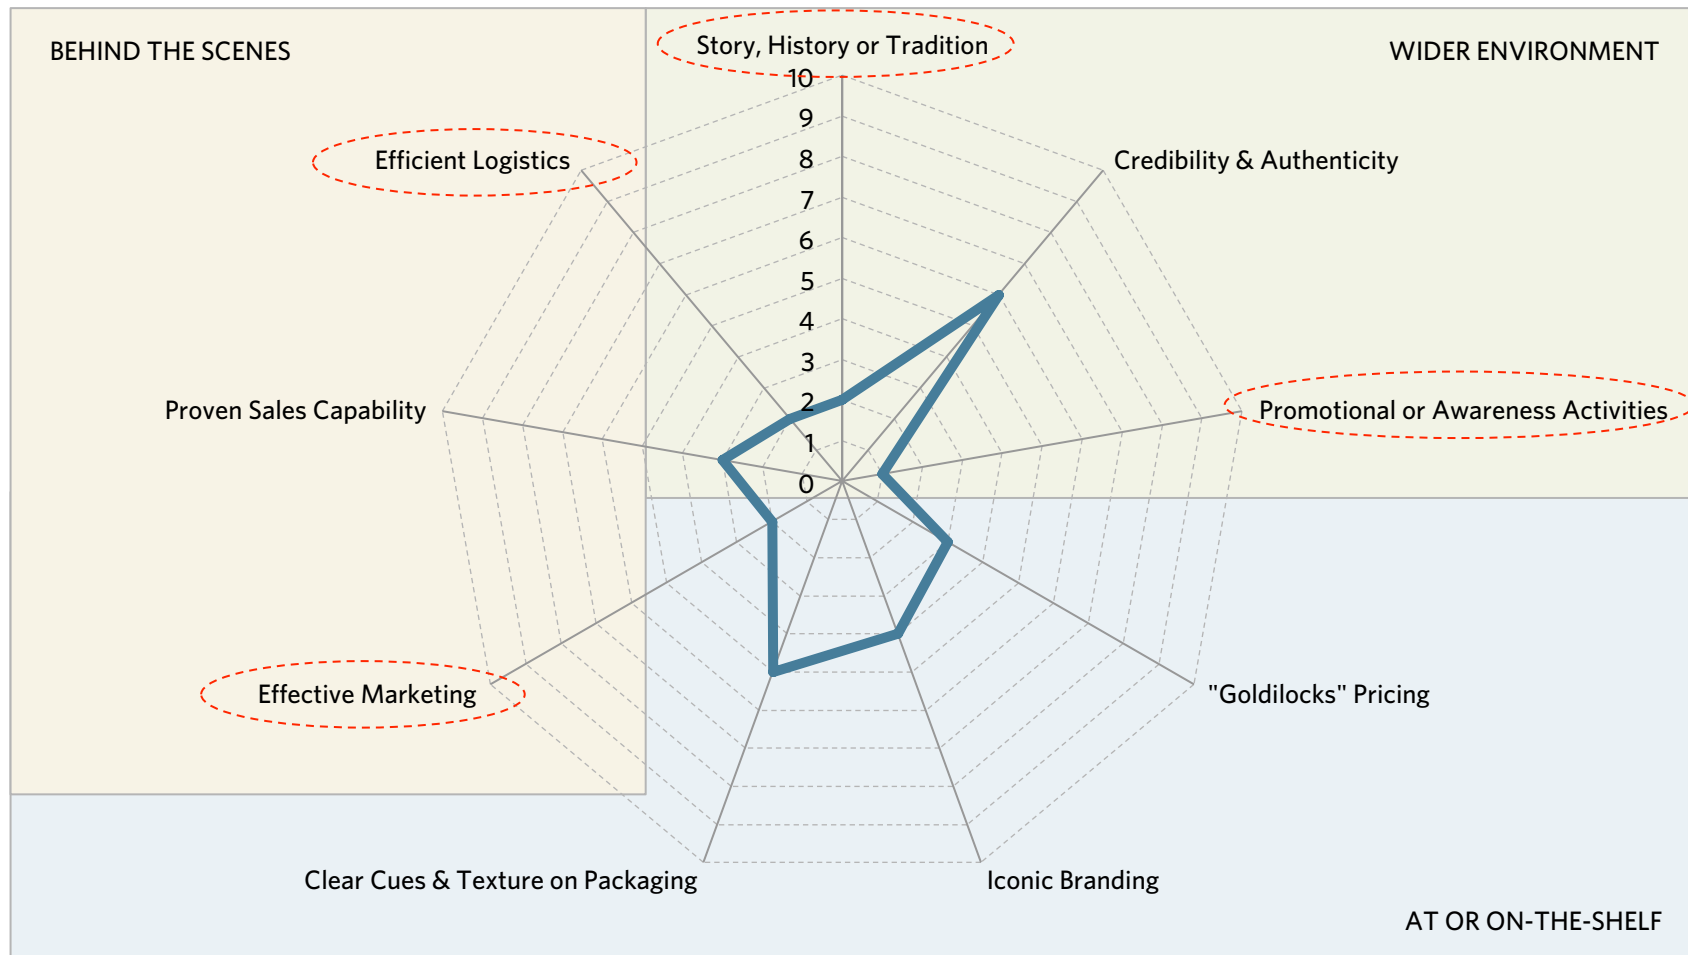 BEHIND THE SCENES
Story, History or Tradition
WIDER ENVIRONMENT
10
9
8
7
6
5
4
3
2
1
0
Efficient Logistics
Credibility & Authenticity
Proven Sales Capability
Promotional or Awareness Activities
Effective Marketing
"Goldilocks" Pricing
Clear Cues & Texture on Packaging
Iconic Branding
AT OR ON-THE-SHELF